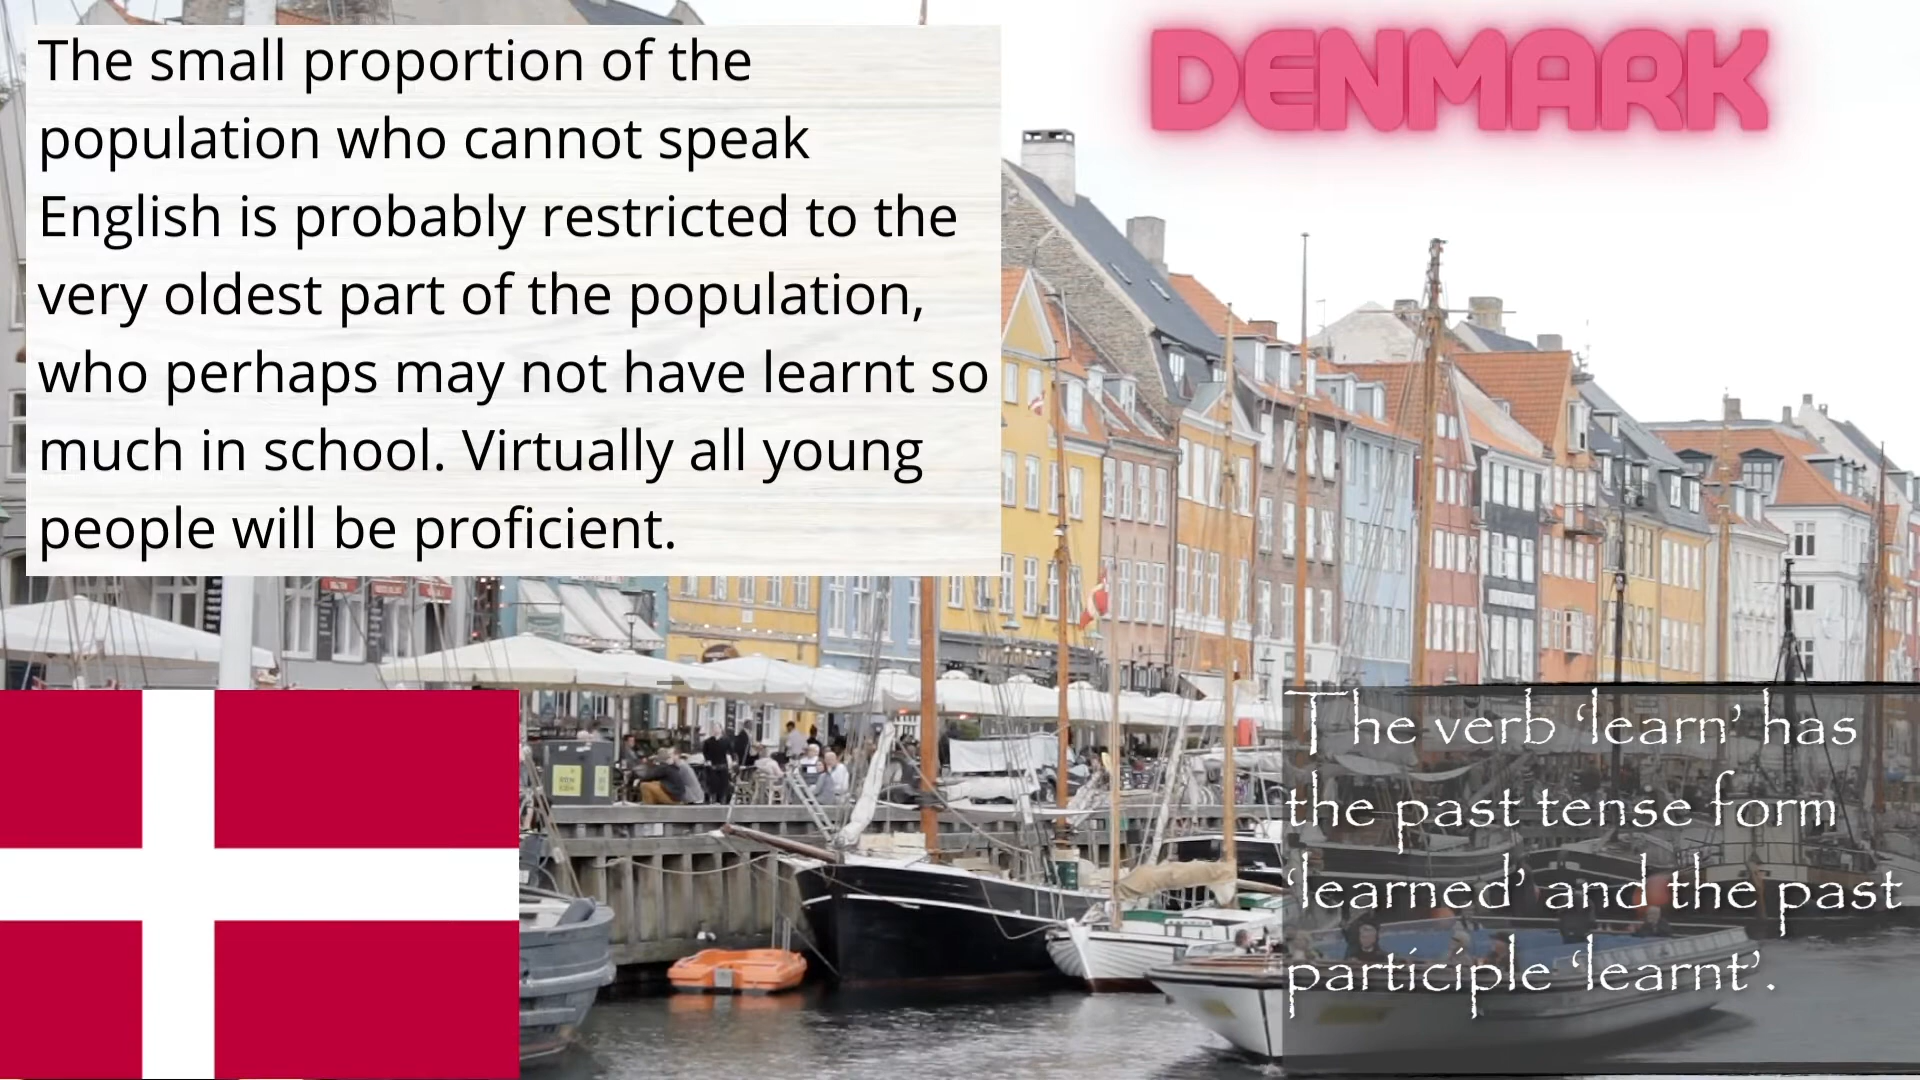 The small proportion of the
population who cannot speak
English is probably restricted to the
very oldest part of the population,
who perhaps may not have learnt so
much in school. Virtually all young
people will be proficient.
DENMARK
The verb ‘learn’ has
the past tense form
‘learned’ and the past
participle ‘learnt’.